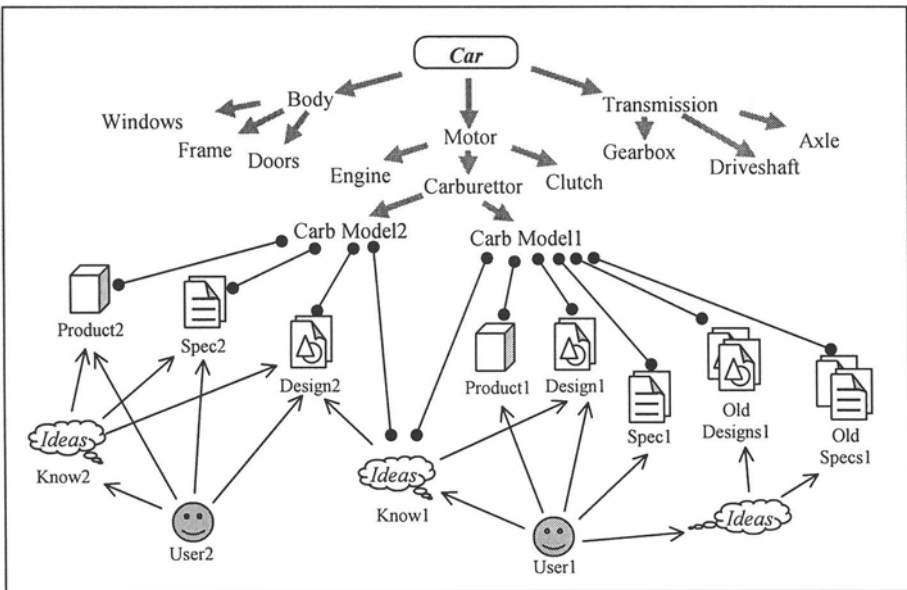 Car
Body
Transmission
Windows
Motor
Axle
Frame
Doors
Gearbox
Driveshaft
Engine
Carburettor
Clutch
Carb Model2
Carb Model1
Product2
Spec2
Design2
Product1
Design1
Spec1
Old
Designs1
Old
Specs1
Ideas
Know2
Ideas
Know1
Ideas
User2
User1